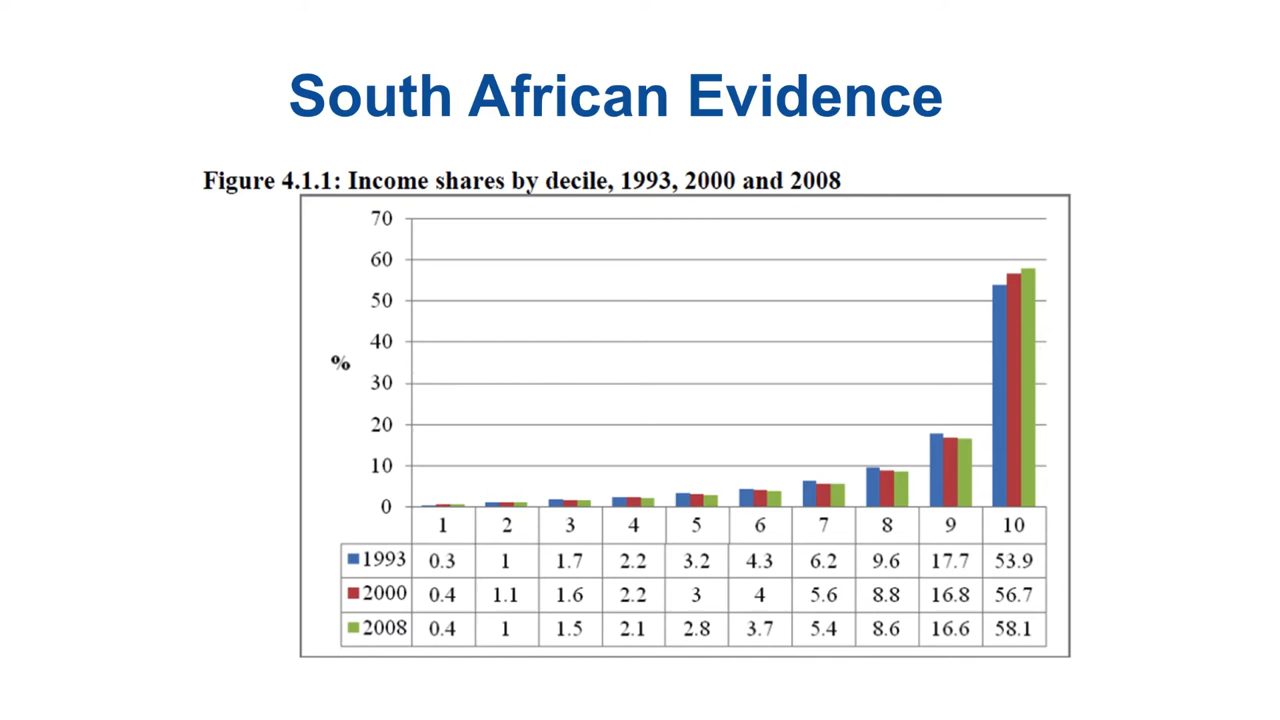 South African Evidence
Figure 4.1.1: Income shares by decile, 1993, 2000 and 2008
70
60
50
40
%
30
20
10
0
1 2 3 4 5 6 7 8 9 10
1993 0.3 1 1.7 2.2 3.2 4.3 6.2 9.6 17.7 53.9
2000 0.4 1.1 1.6 2.2 3 4 5.6 8.8 16.8 56.7
2008 0.4 1 1.5 2.1 2.8 3.7 5.4 8.6 16.6 58.1